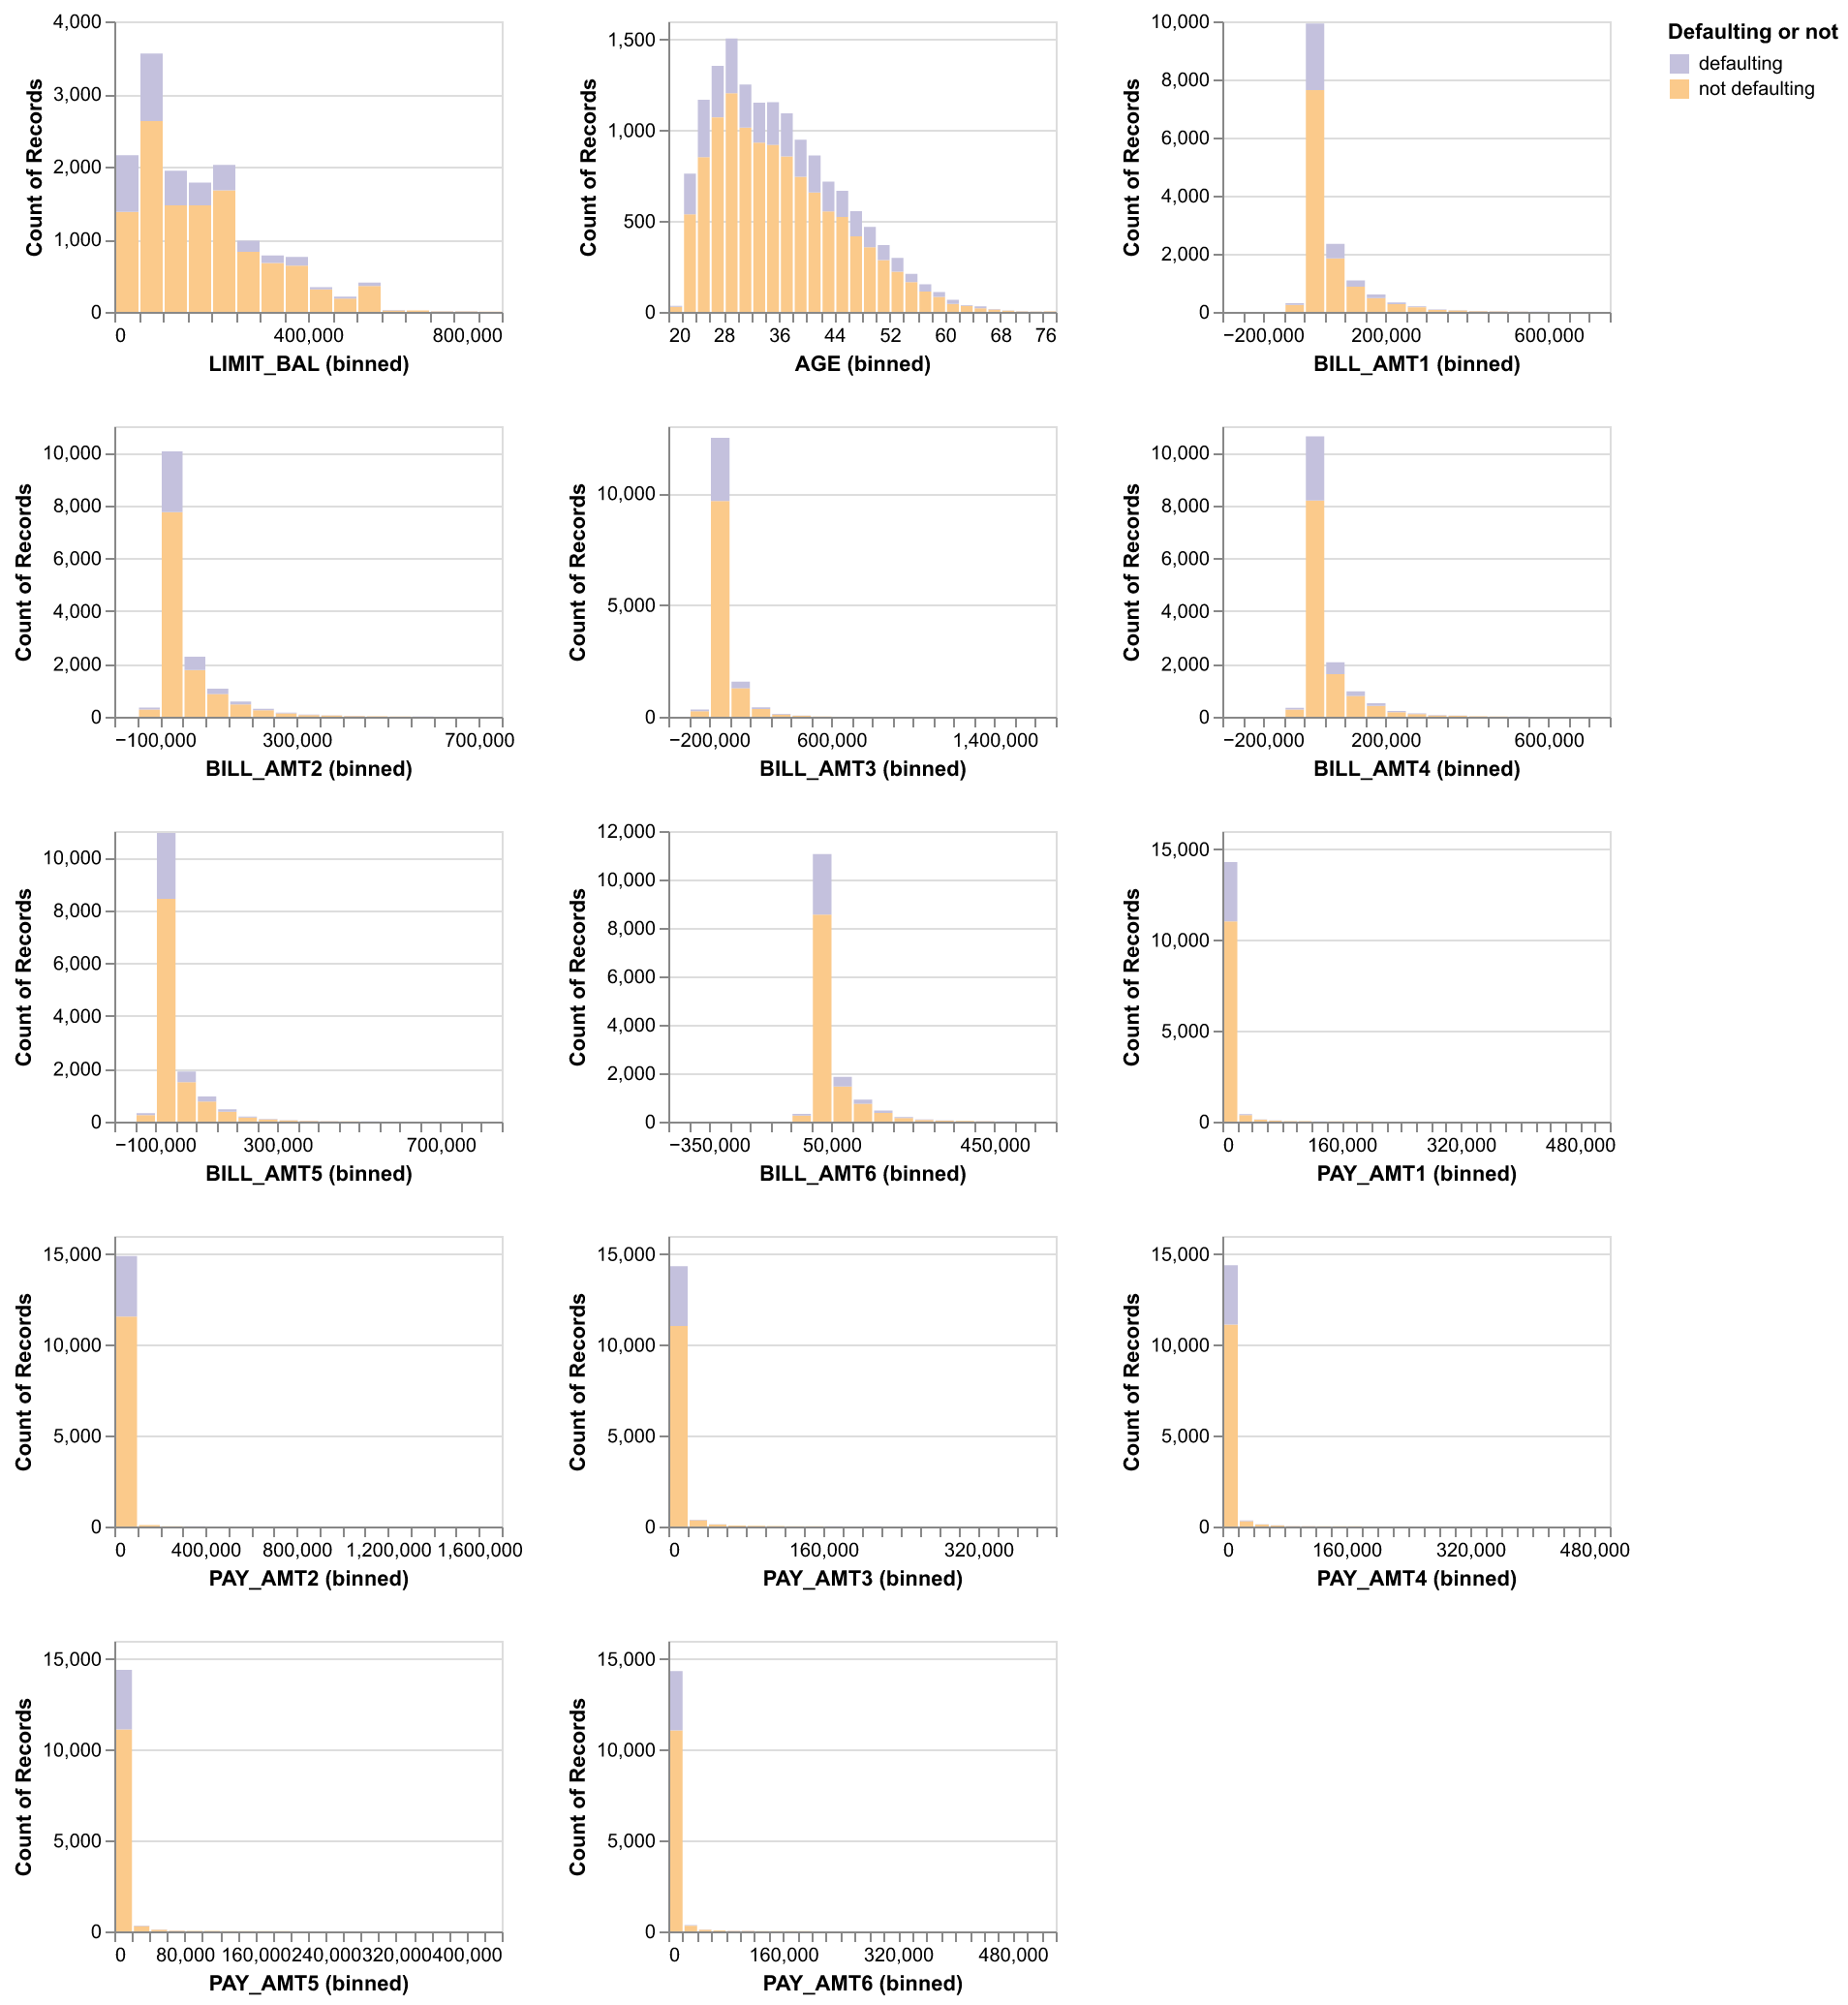 Defaulting or not
defaulting
not defaulting
Count of Records
4,000
3,000
2,000
1,000
0
0 400,000 800,000
LIMIT_BAL (binned)
Count of Records
1,500
1,000
500
0
20 28 36 44 52 60 68 76
AGE (binned)
Count of Records
10,000
8,000
6,000
4,000
2,000
0
−200,000 200,000 600,000
BILL_AMT1 (binned)
Count of Records
10,000
8,000
6,000
4,000
2,000
0
−100,000 300,000 700,000
BILL_AMT2 (binned)
Count of Records
10,000
5,000
0
−200,000 600,000 1,400,000
BILL_AMT3 (binned)
Count of Records
10,000
8,000
6,000
4,000
2,000
0
−200,000 200,000 600,000
BILL_AMT4 (binned)
Count of Records
10,000
8,000
6,000
4,000
2,000
0
−100,000 300,000 700,000
BILL_AMT5 (binned)
Count of Records
12,000
10,000
8,000
6,000
4,000
2,000
0
−350,000 50,000 450,000
BILL_AMT6 (binned)
Count of Records
15,000
10,000
5,000
0
0 160,000 320,000 480,000
PAY_AMT1 (binned)
Count of Records
15,000
10,000
5,000
0
0 400,000 800,000 1,200,000 1,600,000
PAY_AMT2 (binned)
Count of Records
15,000
10,000
5,000
0
0 160,000 320,000
PAY_AMT3 (binned)
Count of Records
15,000
10,000
5,000
0
0 160,000 320,000 480,000
PAY_AMT4 (binned)
Count of Records
15,000
10,000
5,000
0
0 80,000 160,000 240,000 320,000 400,000
PAY_AMT5 (binned)
Count of Records
15,000
10,000
5,000
0
0 160,000 320,000 480,000
PAY_AMT6 (binned)